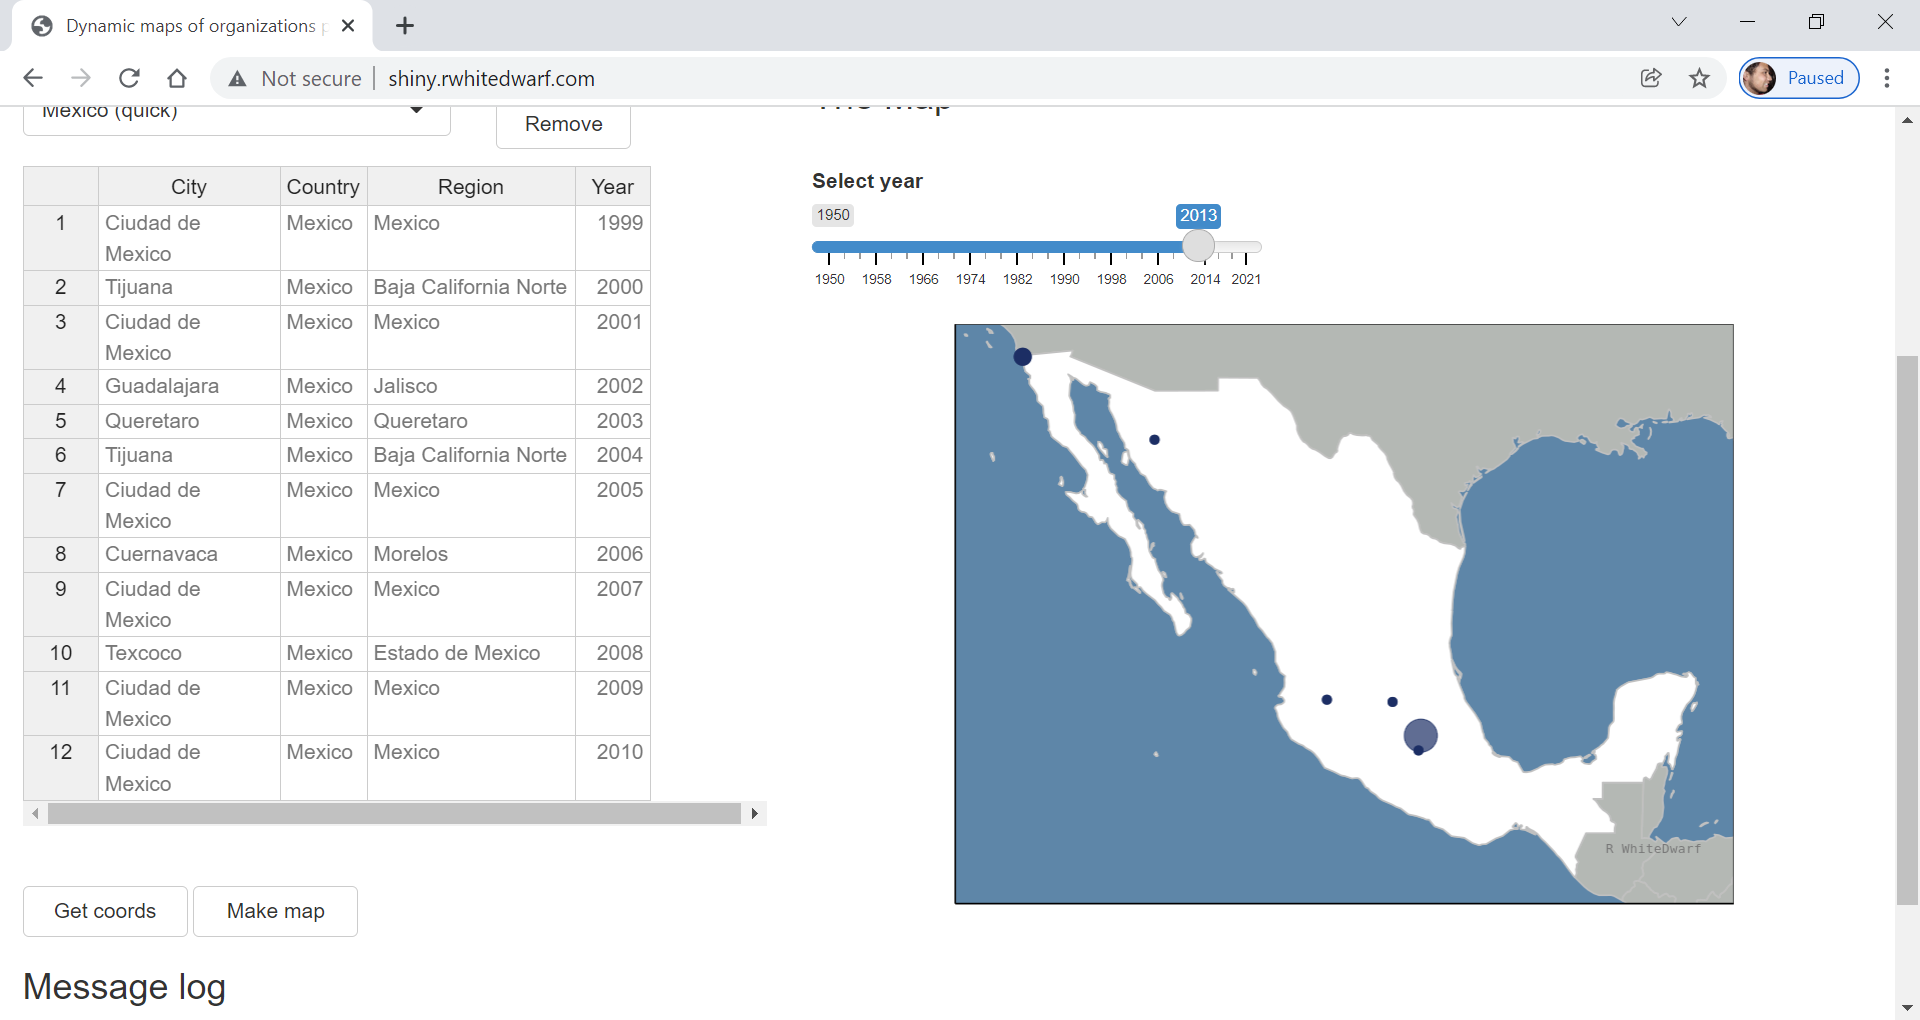 Dynamic maps of organizations
Not secure shiny.rwhitedwarf.com
Paused
Mexico (quick)
Remove
City Country Region Year
1 Ciudad de Mexico Mexico Mexico 1999
2 Tijuana Mexico Baja California Norte 2000
3 Ciudad de Mexico Mexico Mexico 2001
4 Guadalajara Mexico Jalisco 2002
5 Queretaro Mexico Queretaro 2003
6 Tijuana Mexico Baja California Norte 2004
7 Ciudad de Mexico Mexico Mexico 2005
8 Cuernavaca Mexico Morelos 2006
9 Ciudad de Mexico Mexico Mexico 2007
10 Texcoco Mexico Estado de Mexico 2008
11 Ciudad de Mexico Mexico Mexico 2009
12 Ciudad de Mexico Mexico Mexico 2010
Get coords Make map
Message log
Select year
1950 2013
1950 1958 1966 1974 1982 1990 1998 2006 2014 2021
R WhiteDwarf